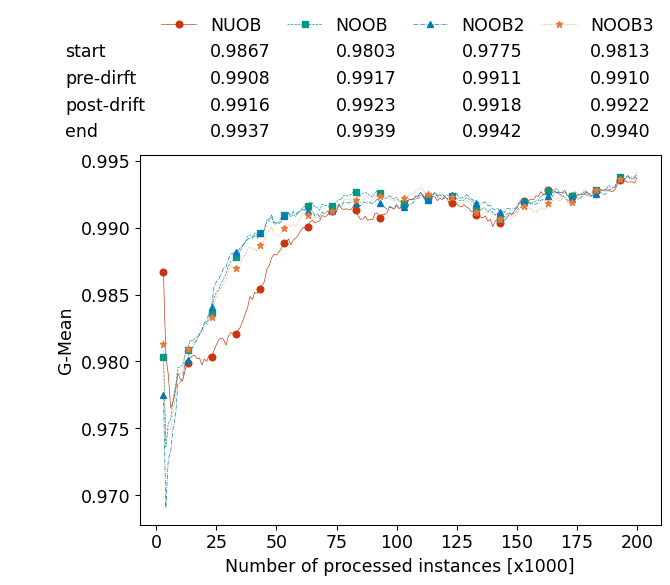 NUOB NOOB NOOB2 NOOB3
start 0.9867 0.9803 0.9775 0.9813
pre-dirft 0.9908 0.9917 0.9911 0.9910
post-drift 0.9916 0.9923 0.9918 0.9922
end 0.9937 0.9939 0.9942 0.9940
0.995
0.990
0.985
0.980
0.975
0.970
G-Mean
0 25 50 75 100 125 150 175 200
Number of processed instances [x1000]